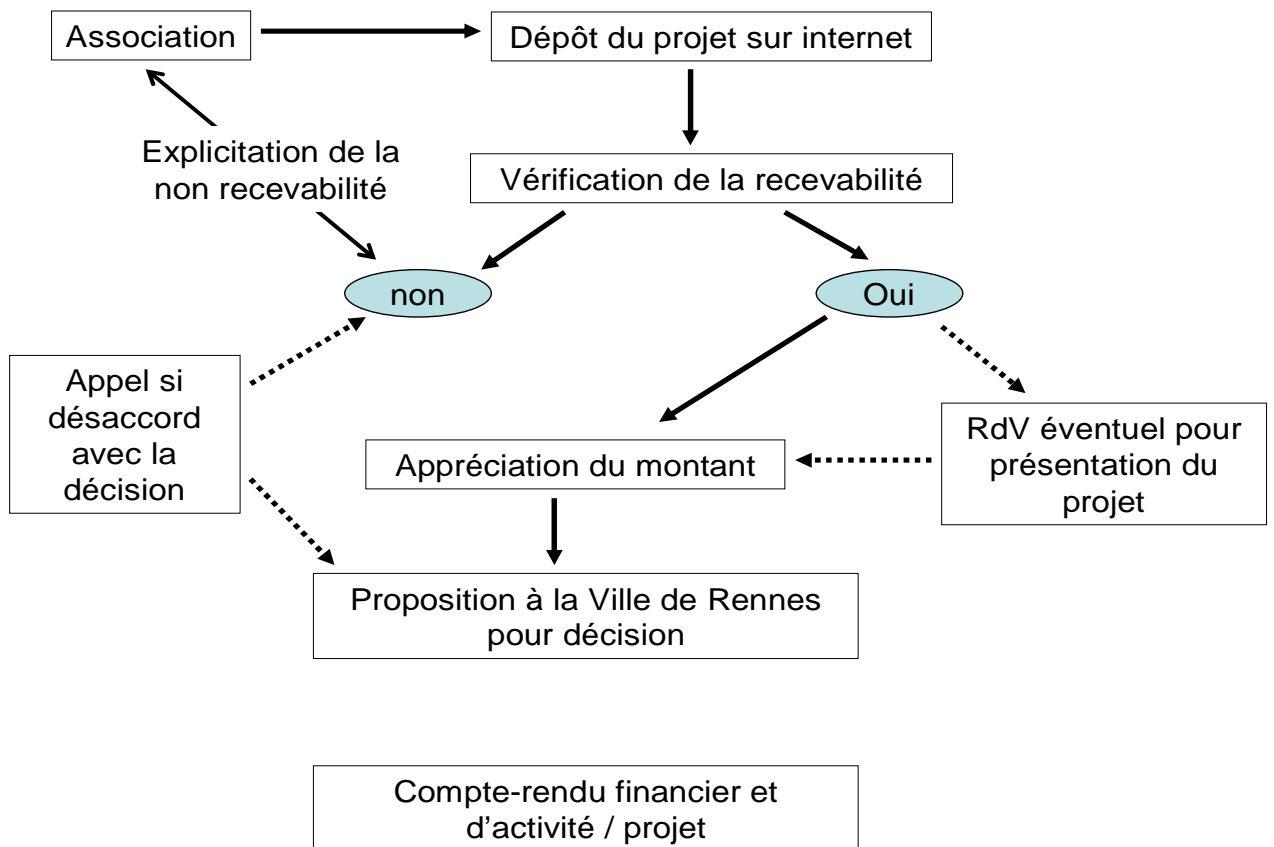 Association
Dépôt du projet sur internet
Explicitation de la
non recevabilité
Vérification de la recevabilité
non
Oui
Appel si
désaccord
avec la
décision
RdV éventuel pour
présentation du
projet
Appréciation du montant
Proposition à la Ville de Rennes
pour décision
Compte-rendu financier et
d'activité / projet